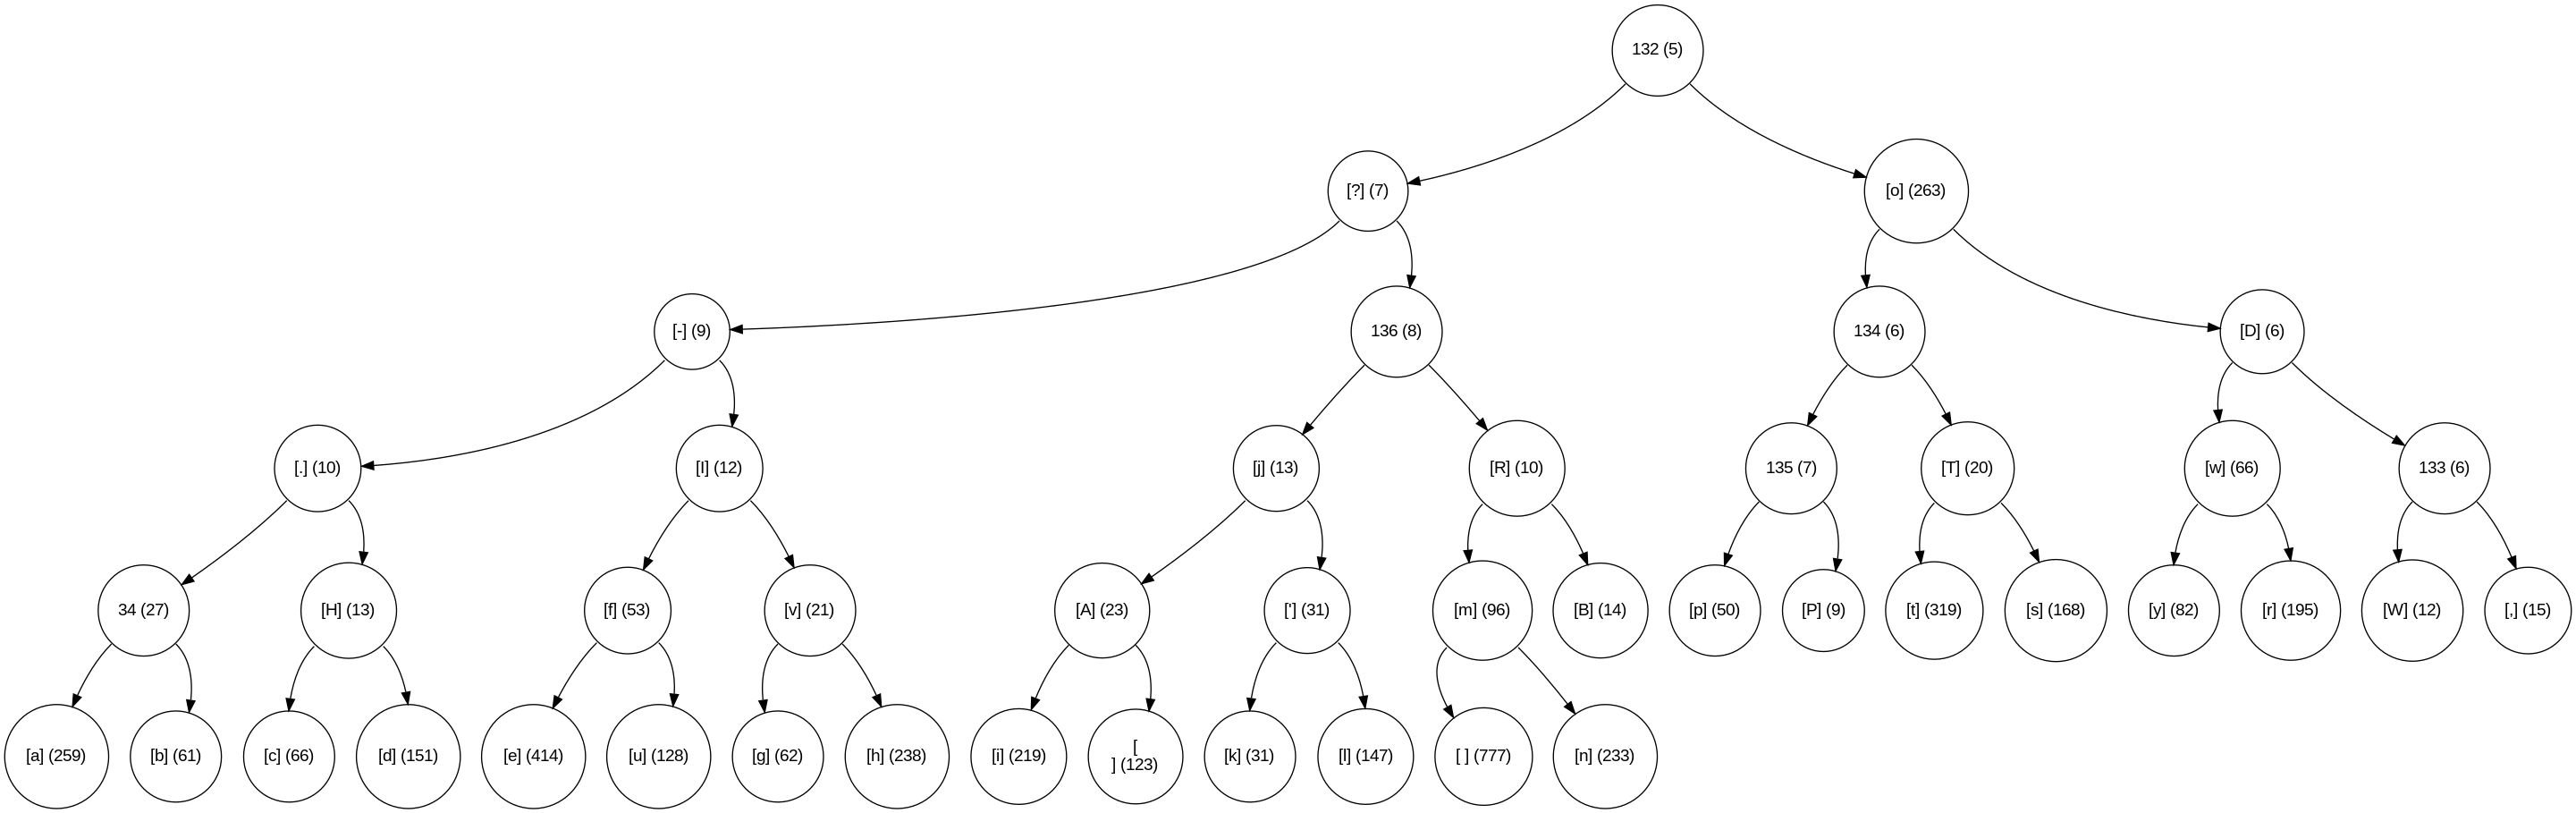 132 (5)
[?] (7)
[o] (263)
[-] (9)
136 (8)
134 (6)
[D] (6)
[.] (10)
[I] (12)
[j] (13)
[R] (10)
135 (7)
[T] (20)
[w] (66)
133 (6)
34 (27)
[H] (13)
[f] (53)
[v] (21)
[A] (23)
['] (31)
[m] (96)
[B] (14)
[p] (50)
[P] (9)
[t] (319)
[s] (168)
[y] (82)
[r] (195)
[W] (12)
[,] (15)
[a] (259)
[b] (61)
[c] (66)
[d] (151)
[e] (414)
[u] (128)
[g] (62)
[h] (238)
[i] (219)
[
] (123)
[k] (31)
[l] (147)
[ ] (777)
[n] (233)